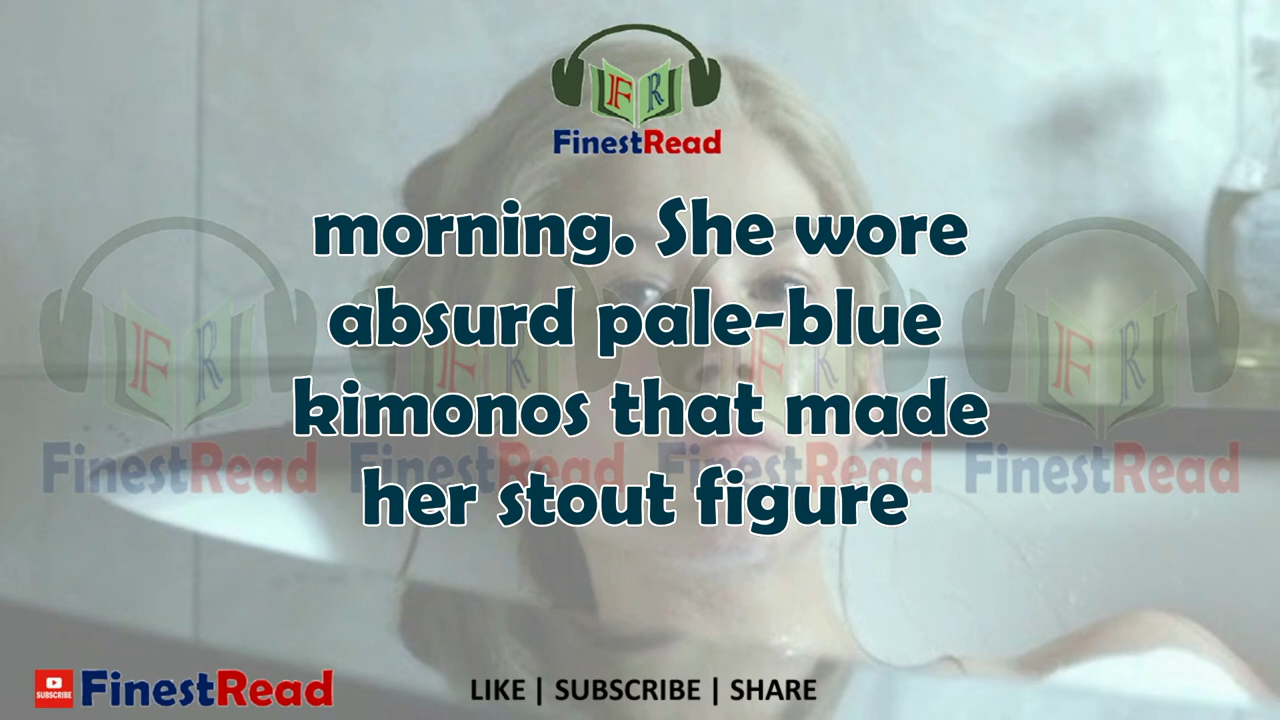 F R
FinestRead
morning. She wore
absurd pale-blue
kimonos that made
her stout figure
F R F R F R F R
FinestRead FinestRead FinestRead FinestRead
SUBSCRIBE FinestRead LIKE | SUBSCRIBE | SHARE